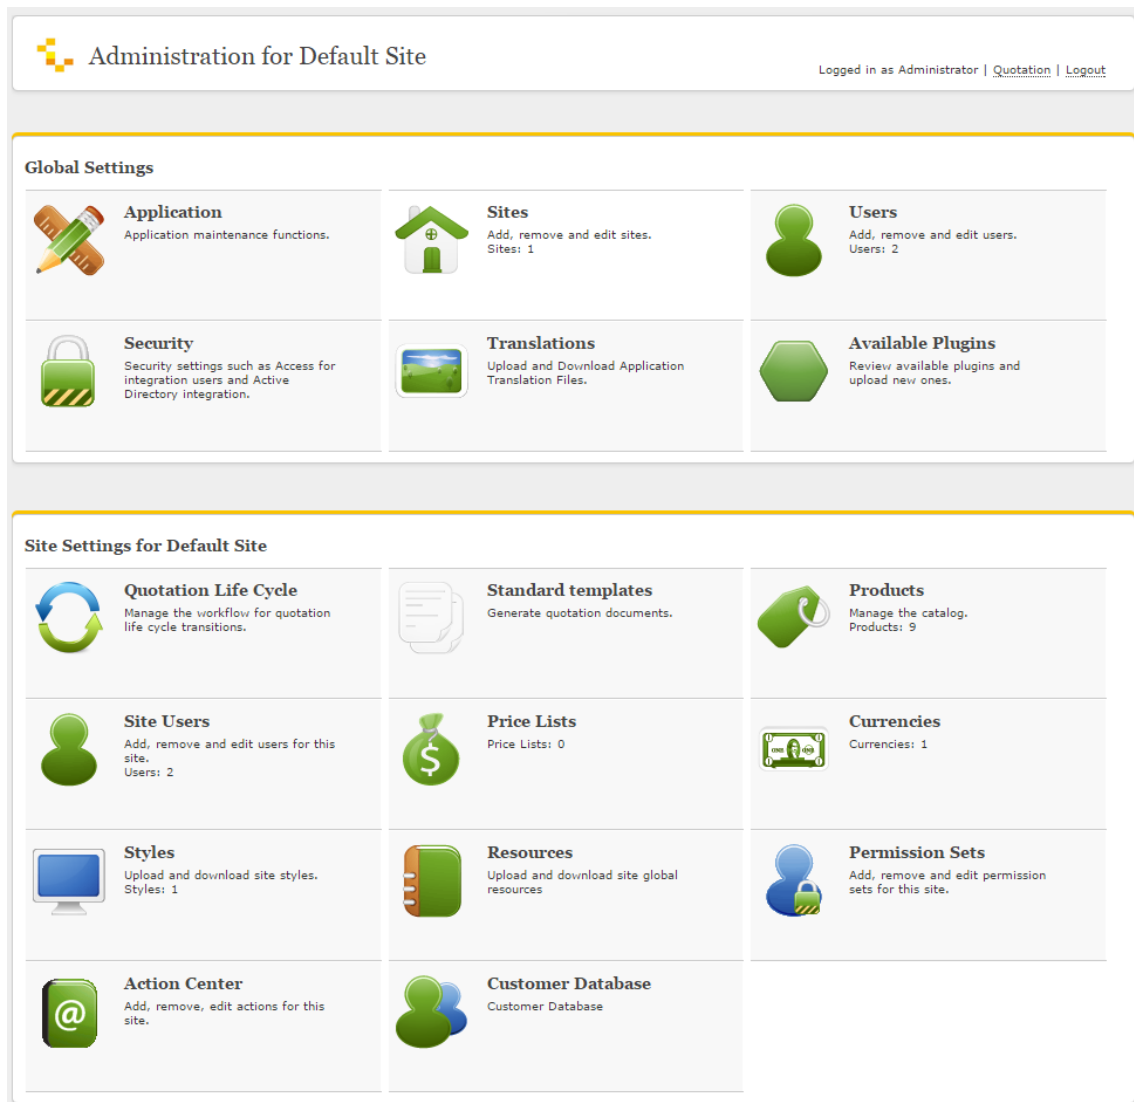 Administration for Default Site
Logged in as Administrator | Quotation | Logout
Global Settings
Application
Application maintenance functions.
Sites
Add, remove and edit sites.
Sites: 1
Users
Add, remove and edit users.
Users: 2
Security
Security settings such as Access for
integration users and Active
Directory integration.
Translations
Upload and Download Application
Translation Files.
Available Plugins
Review available plugins and
upload new ones.
Site Settings for Default Site
Quotation Life Cycle
Manage the workflow for quotation
life cycle transitions.
Standard templates
Generate quotation documents.
Products
Manage the catalog.
Products: 9
Site Users
Add, remove and edit users for this
site.
Users: 2
Price Lists
Price Lists: 0
$
Currencies
Currencies: 1
Styles
Upload and download site styles.
Styles: 1
Resources
Upload and download site global
resources
Permission Sets
Add, remove and edit permission
sets for this site.
Action Center
Add, remove, edit actions for this
site.
@
Customer Database
Customer Database